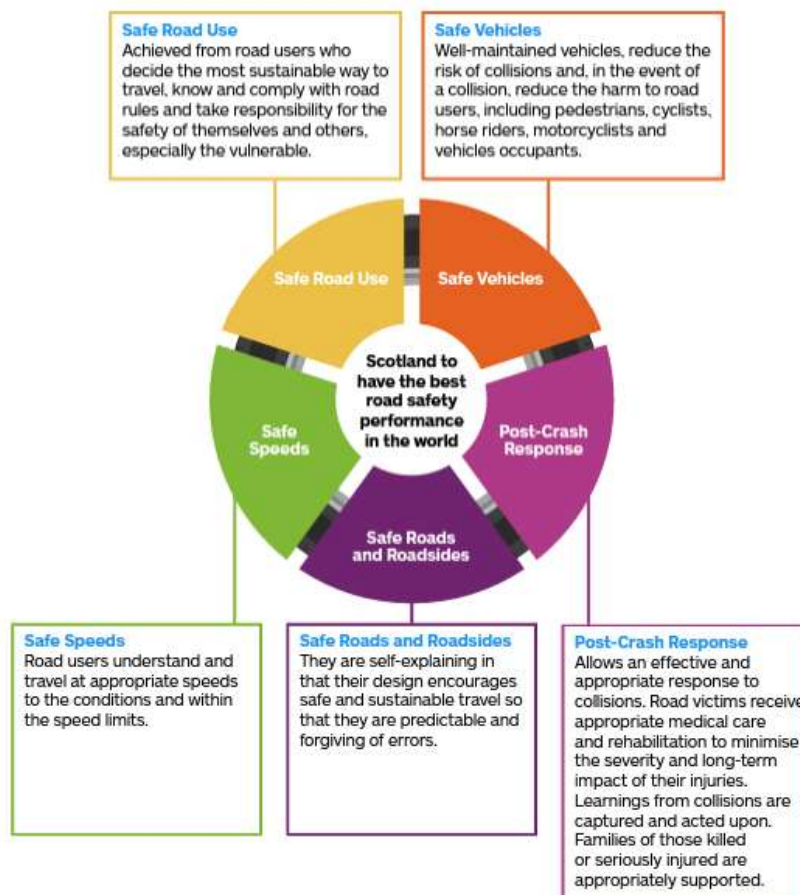 Safe Road Use
Achieved from road users who
decide the most sustainable way to
travel, know and comply with road
rules and take responsibility for the
safety of themselves and others,
especially the vulnerable.
Safe Vehicles
Well-maintained vehicles, reduce the
risk of collisions and, in the event of
a collision, reduce the harm to road
users, including pedestrians, cyclists,
horse riders, motorcyclists and
vehicles occupants.
Safe Road Use
Safe Vehicles
Scotland to
have the best
road safety
performance
in the world
Safe
Speeds
Post-Crash
Response
Safe Roads
and Roadsides
Safe Speeds
Road users understand and
travel at appropriate speeds
to the conditions and within
the speed limits.
Safe Roads and Roadsides
They are self-explaining in
that their design encourages
safe and sustainable travel so
that they are predictable and
forgiving of errors.
Post-Crash Response
Allows an effective and
appropriate response to
collisions. Road victims receive
appropriate medical care
and rehabilitation to minimise
the severity and long-term
impact of their injuries.
Learnings from collisions are
captured and acted upon.
Families of those killed
or seriously injured are
appropriately supported.